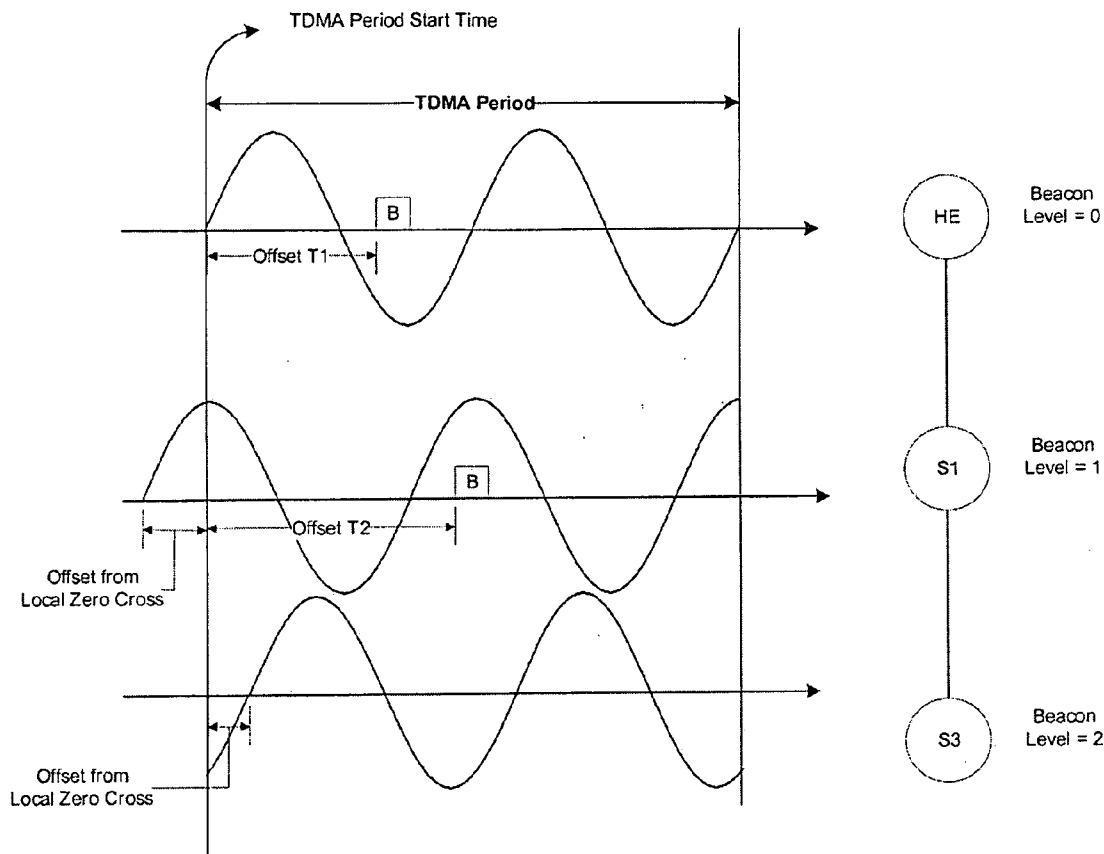 TDMA Period Start Time
TDMA Period
B
Offset T1
HE
Beacon
Level = 0
B
Offset T2
Offset from
Local Zero Cross
S1
Beacon
Level = 1
Offset from
Local Zero Cross
S3
Beacon
Level = 2